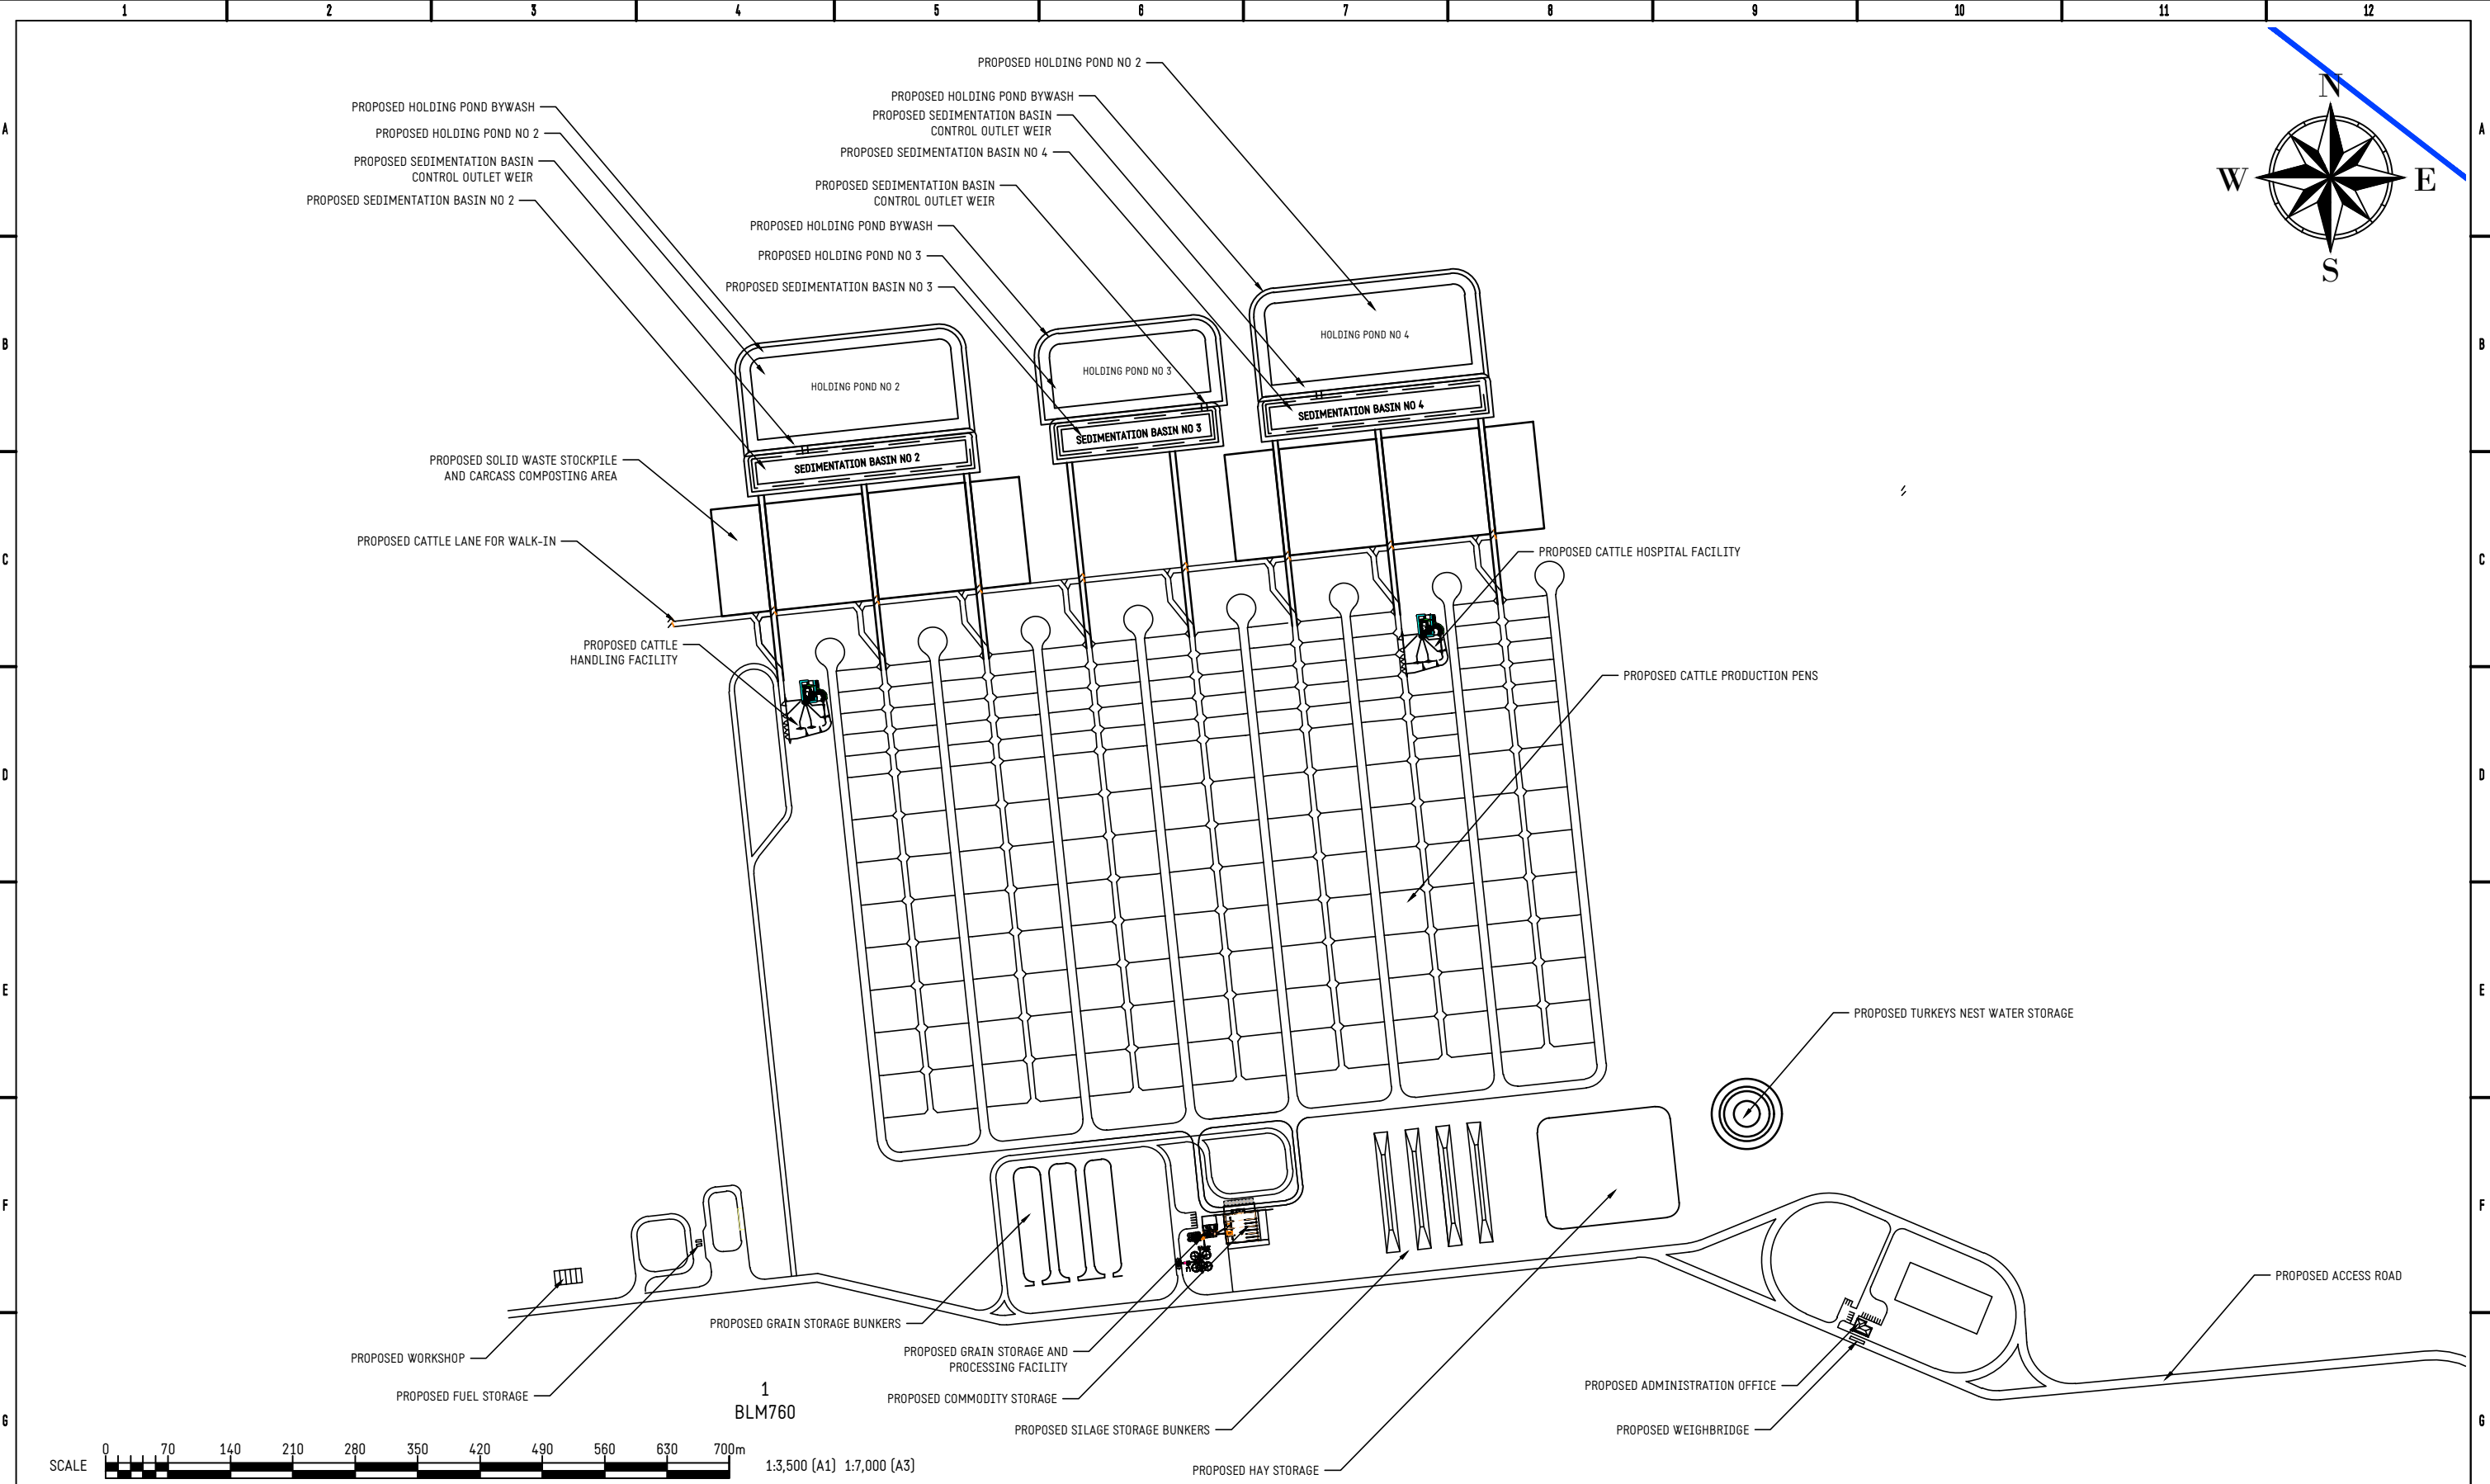 1 2 3 4 5 6 7 8 9 10 11 12
PROPOSED HOLDING POND NO 2
PROPOSED HOLDING POND BYWASH
PROPOSED HOLDING POND BYWASH
PROPOSED SEDIMENTATION BASIN
CONTROL OUTLET WEIR
PROPOSED HOLDING POND NO 2
PROPOSED SEDIMENTATION BASIN NO 4
PROPOSED SEDIMENTATION BASIN
CONTROL OUTLET WEIR
PROPOSED SEDIMENTATION BASIN
CONTROL OUTLET WEIR
PROPOSED SEDIMENTATION BASIN NO 2
PROPOSED HOLDING POND BYWASH
PROPOSED HOLDING POND NO 3
PROPOSED SEDIMENTATION BASIN NO 3
N
W
E
S
A
A
B
B
HOLDING POND NO 4
HOLDING POND NO 3
HOLDING POND NO 2
SEDIMENTATION BASIN NO 4
SEDIMENTATION BASIN NO 3
SEDIMENTATION BASIN NO 2
PROPOSED SOLID WASTE STOCKPILE
AND CARCASS COMPOSTING AREA
PROPOSED CATTLE LANE FOR WALK-IN
C
C
PROPOSED CATTLE HOSPITAL FACILITY
PROPOSED CATTLE
HANDLING FACILITY
PROPOSED CATTLE PRODUCTION PENS
D
D
E
E
PROPOSED TURKEYS NEST WATER STORAGE
F
F
PROPOSED ACCESS ROAD
PROPOSED GRAIN STORAGE BUNKERS
PROPOSED WORKSHOP
PROPOSED GRAIN STORAGE AND
PROCESSING FACILITY
PROPOSED FUEL STORAGE
PROPOSED COMMODITY STORAGE
PROPOSED ADMINISTRATION OFFICE
PROPOSED SILAGE STORAGE BUNKERS
PROPOSED WEIGHBRIDGE
PROPOSED HAY STORAGE
1
BLM760
G
G
0 70 140 210 280 350 420 490 560 630 700m
SCALE
1:3,500 (A1) 1:7,000 (A3)